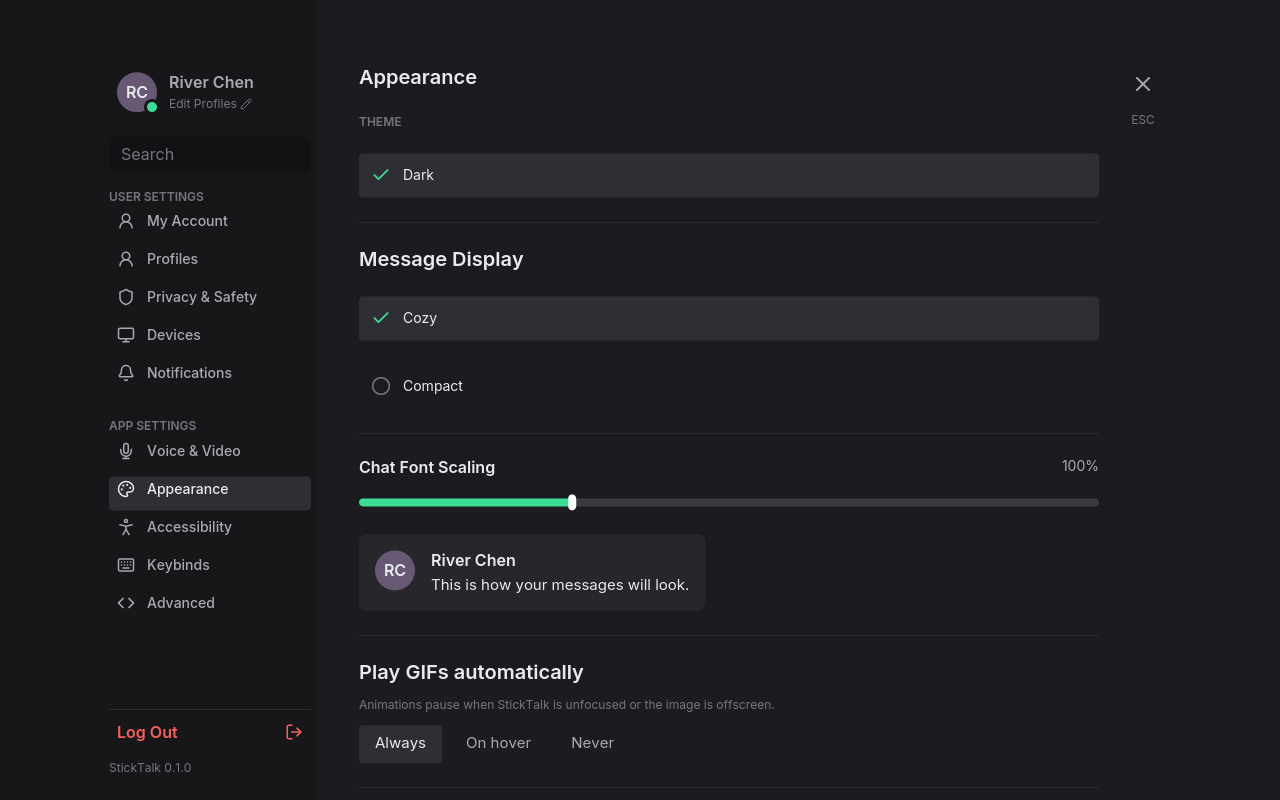 RC
River Chen
Edit Profiles
Search
USER SETTINGS
My Account
Profiles
Privacy & Safety
Devices
Notifications
APP SETTINGS
Voice & Video
Appearance
Accessibility
Keybinds
Advanced
Log Out
StickTalk 0.1.0
Appearance
ESC
THEME
Dark
Message Display
Cozy
Compact
Chat Font Scaling
100%
RC
River Chen
This is how your messages will look.
Play GIFs automatically
Animations pause when StickTalk is unfocused or the image is offscreen.
Always On hover Never